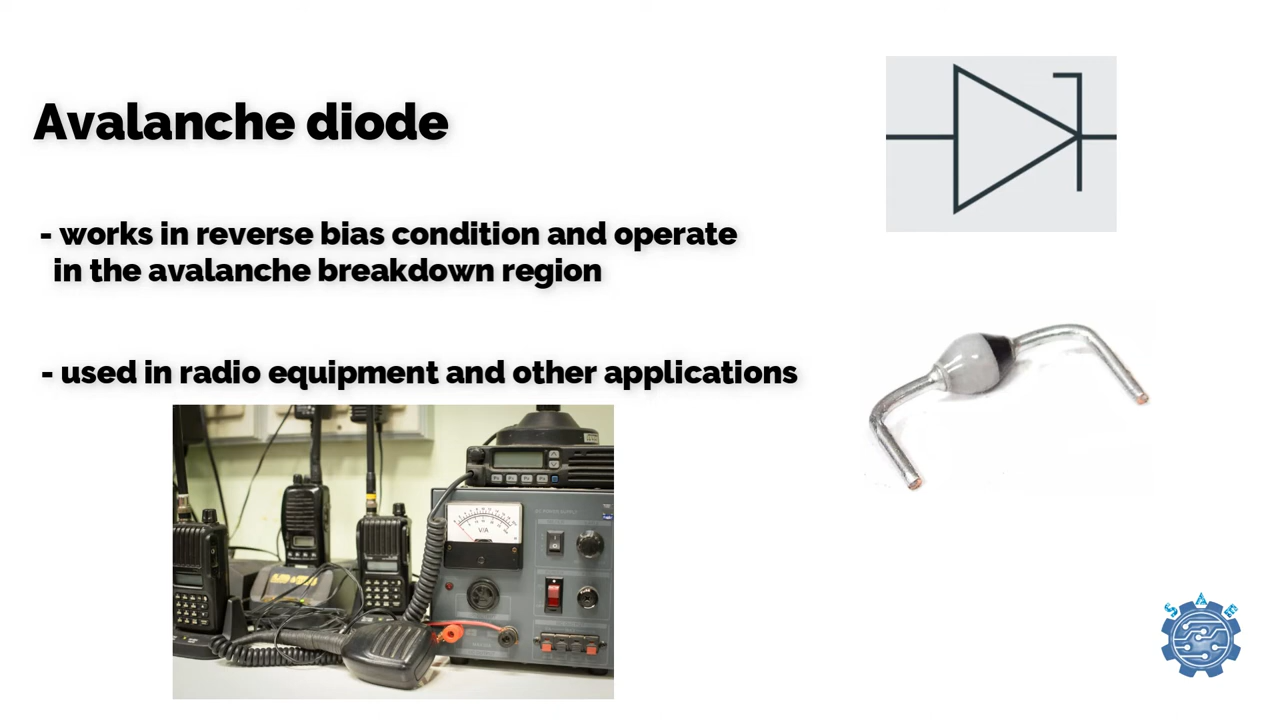 Avalanche diode
- works in reverse bias condition and operate
in the avalanche breakdown region
- used in radio equipment and other applications
V/A
S A E